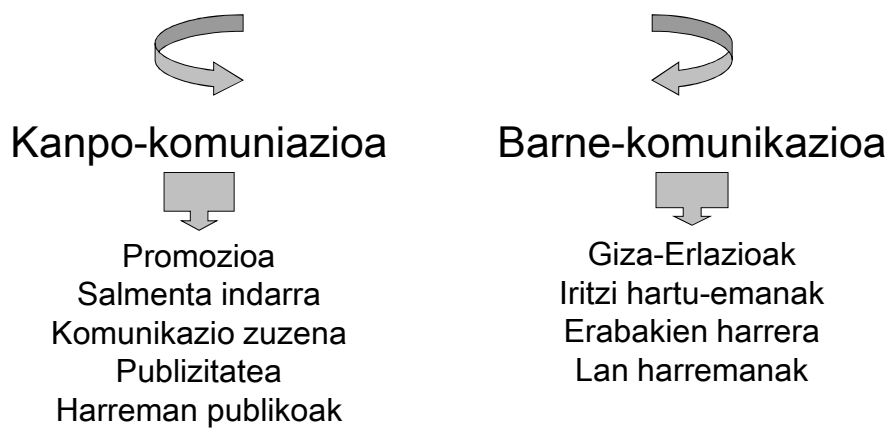 Kanpo-komuniazioa
Promozioa
Salmenta indarra
Komunikazio zuzena
Publizitatea
Harreman publikoak
Barne-komunikazioa
Giza-Erlazioak
Iritzi hartu-emanak
Erabakien harrera
Lan harremanak